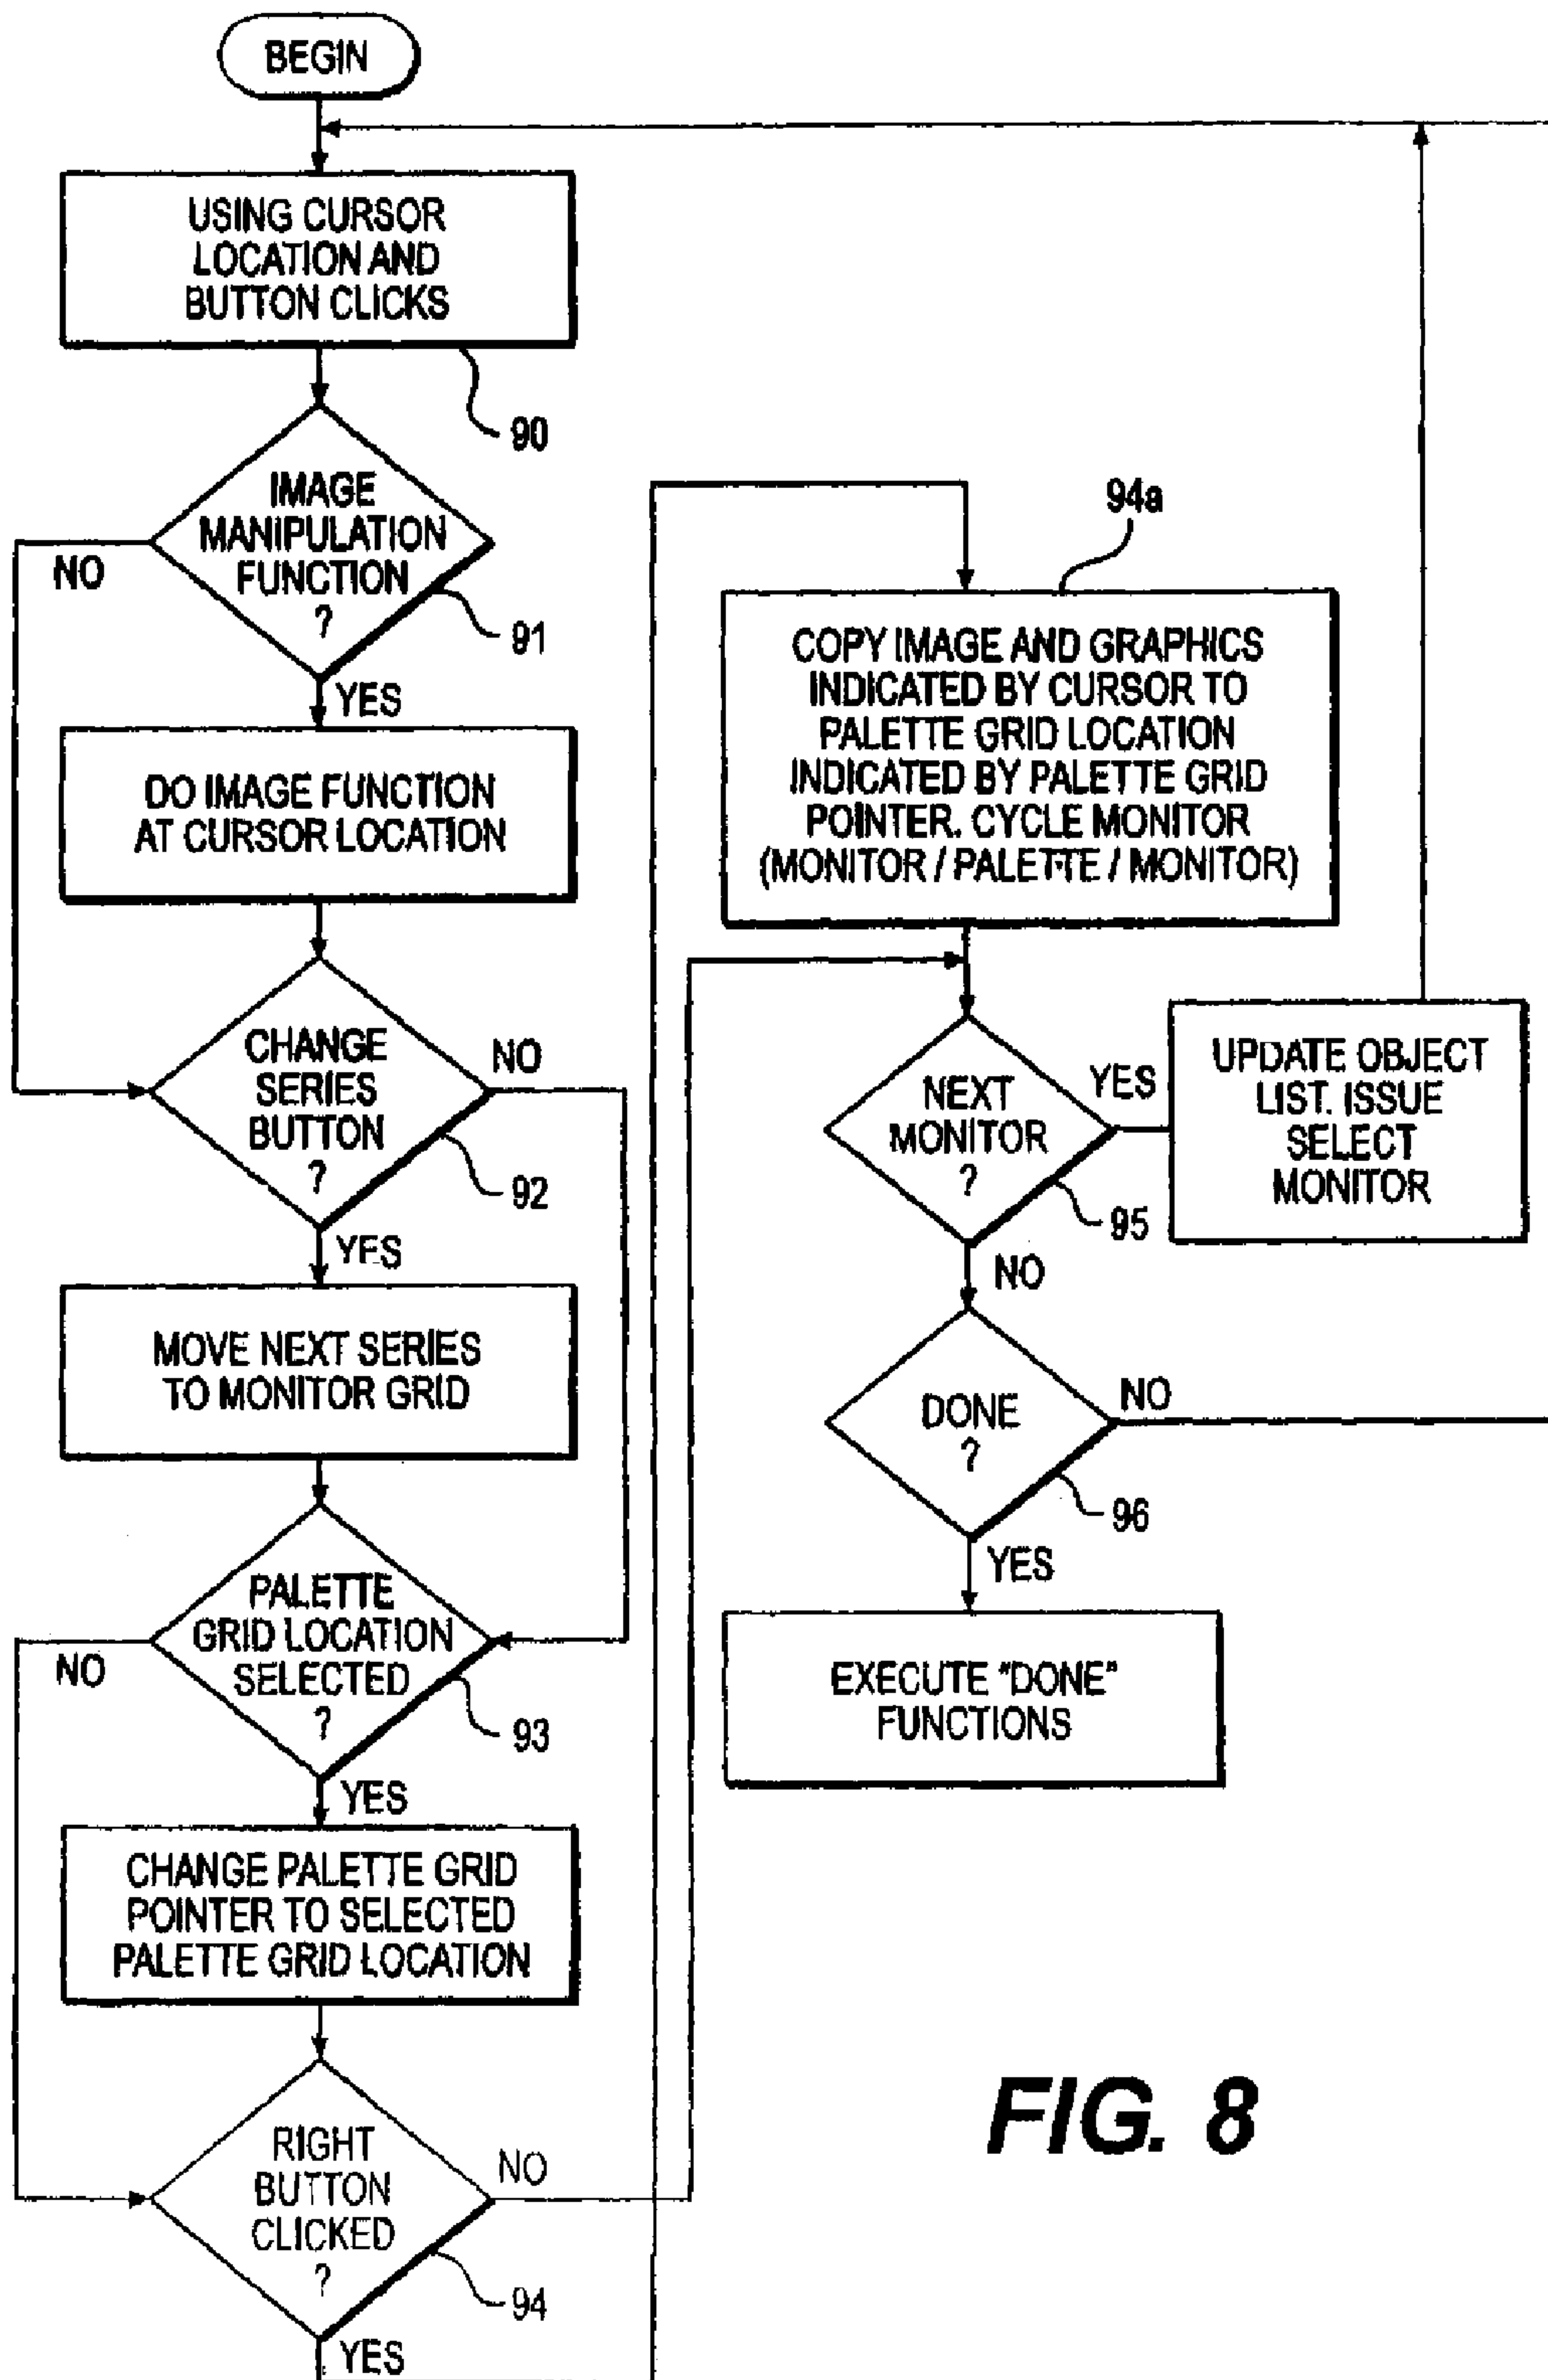 BEGIN
USING CURSOR
LOCATION AND
BUTTON CLICKS
90
IMAGE
MANIPULATION
FUNCTION
?
91
NO
YES
DO IMAGE FUNCTION
AT CURSOR LOCATION
CHANGE
SERIES
BUTTON
?
NO
92
YES
MOVE NEXT SERIES
TO MONITOR GRID
PALETTE
GRID LOCATION
SELECTED
?
NO
93
YES
CHANGE PALETTE GRID
POINTER TO SELECTED
PALETTE GRID LOCATION
RIGHT
BUTTON
CLICKED
?
NO
94
YES
94a
COPY IMAGE AND GRAPHICS
INDICATED BY CURSOR TO
PALETTE GRID LOCATION
INDICATED BY PALETTE GRID
POINTER. CYCLE MONITOR
(MONITOR / PALETTE / MONITOR)
NEXT
MONITOR
?
YES
95
NO
UPDATE OBJECT
LIST. ISSUE
SELECT
MONITOR
DONE
?
NO
96
YES
EXECUTE "DONE"
FUNCTIONS
FIG. 8